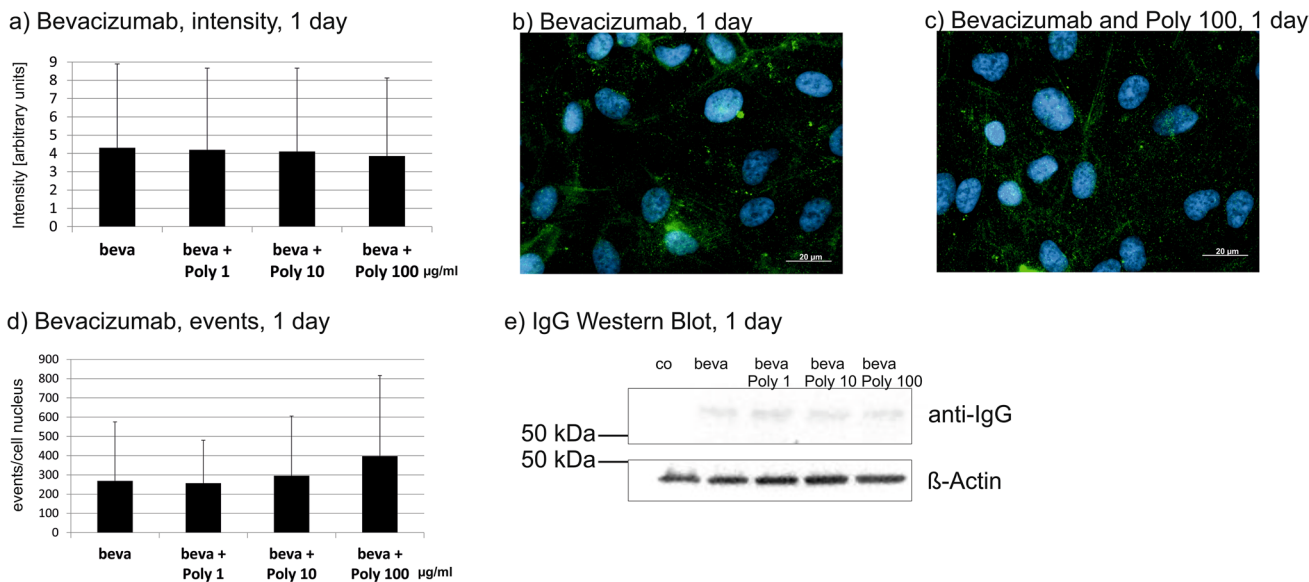 a) Bevacizumab, intensity, 1 day
Intensity [arbitrary units]
9
8
7
6
5
4
3
2
1
0
beva
beva +
Poly 1
beva +
Poly 10
beva +
Poly 100 µg/ml
b) Bevacizumab, 1 day
20 µm
c) Bevacizumab and Poly 100, 1 day
20 µm
d) Bevacizumab, events, 1 day
events/cell nucleus
900
800
700
600
500
400
300
200
100
0
beva
beva +
Poly 1
beva +
Poly 10
beva +
Poly 100 µg/ml
e) IgG Western Blot, 1 day
co beva beva beva beva
Poly 1 Poly 10 Poly 100
anti-IgG
50 kDa
50 kDa
ß-Actin